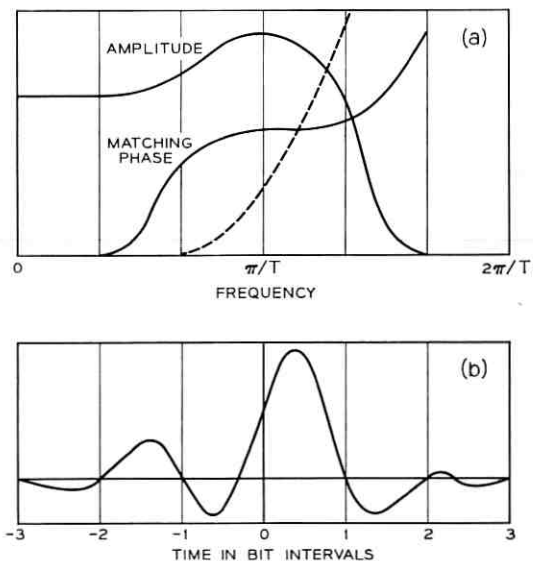 (a)
AMPLITUDE
MATCHING
PHASE
0 π/T 2π/T
FREQUENCY
(b)
-3 -2 -1 0 1 2 3
TIME IN BIT INTERVALS